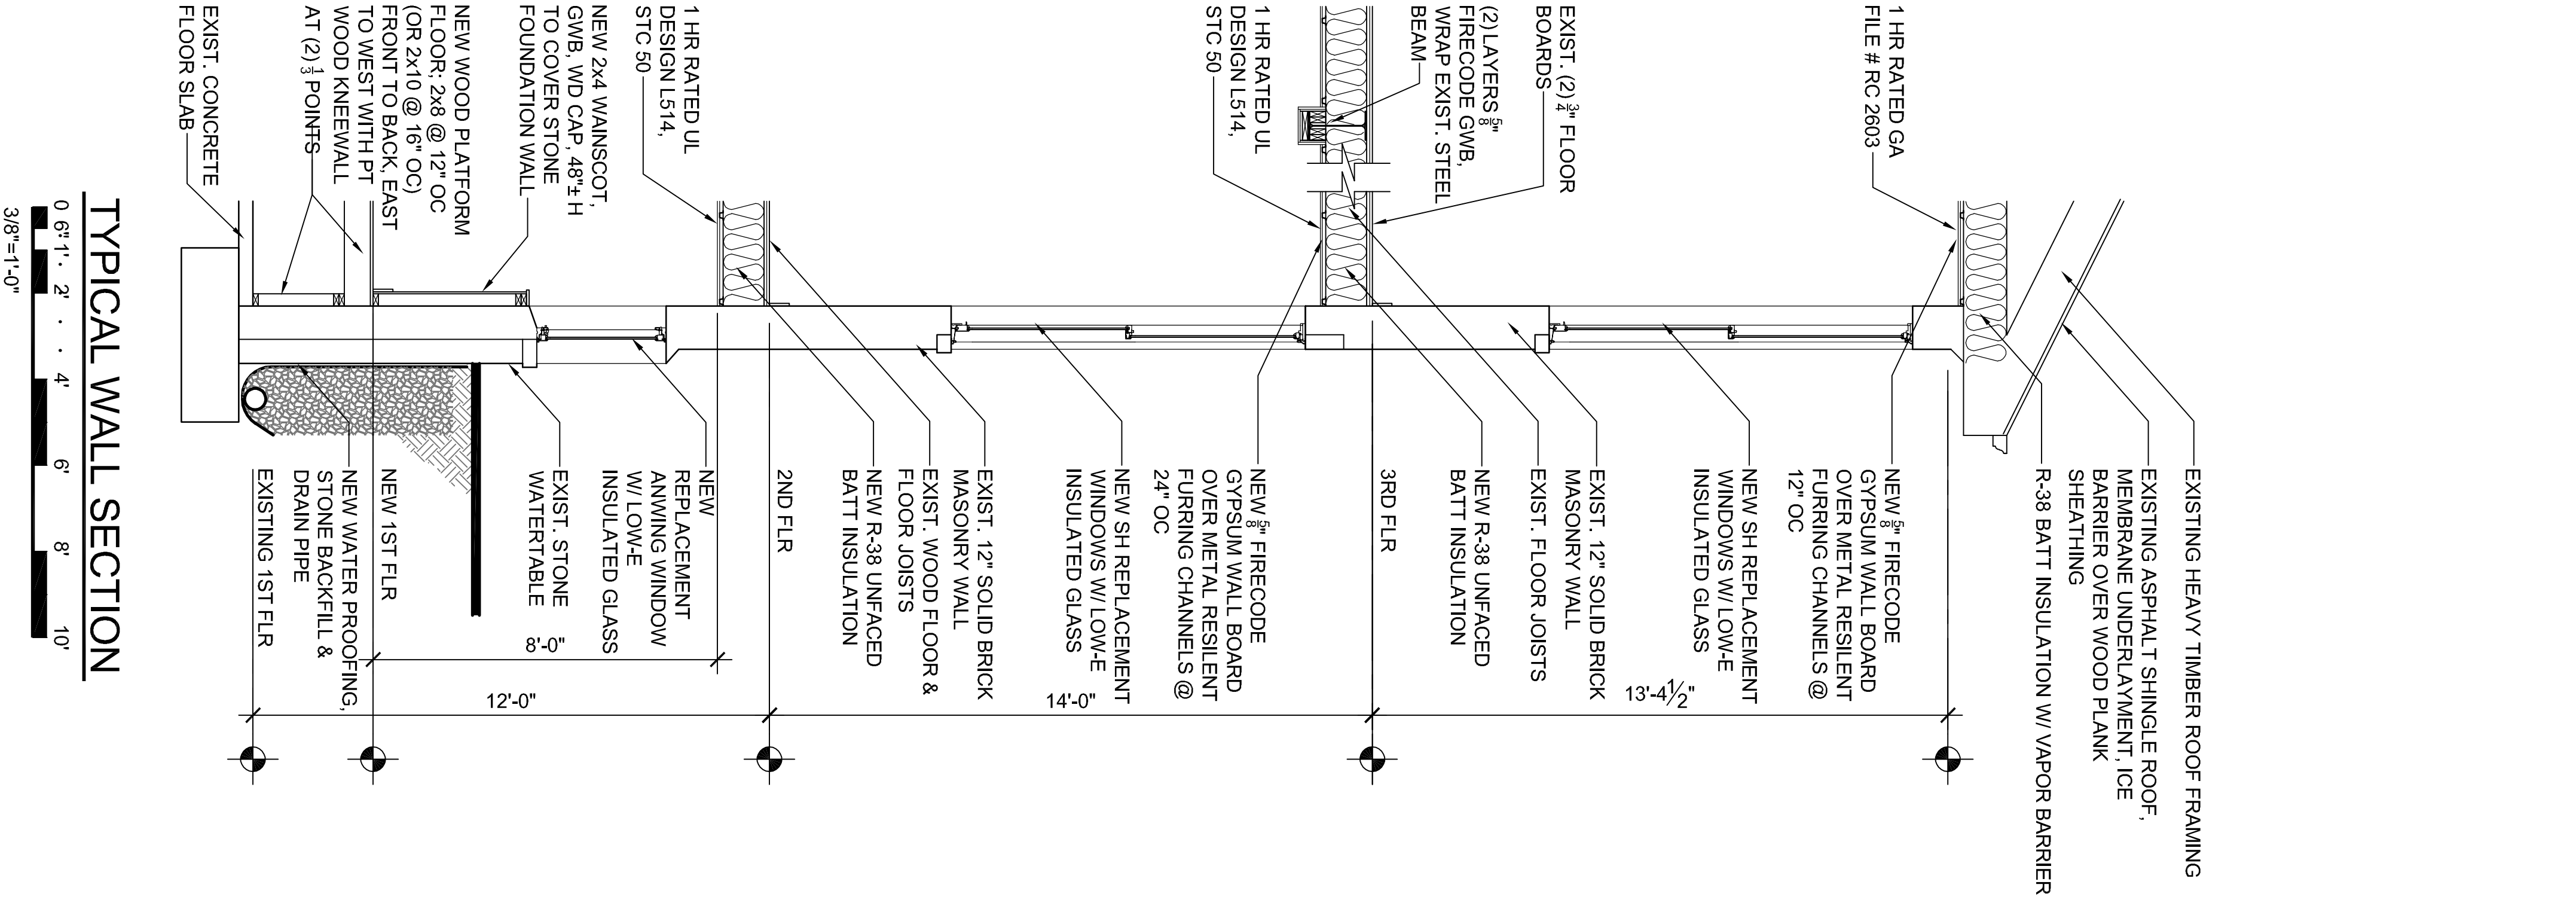 EXISTING HEAVY TIMBER ROOF FRAMING
EXISTING ASPHALT SHINGLE ROOF,
MEMBRANE UNDERLAYMENT, ICE
BARRIER OVER WOOD PLANK
SHEATHING
R-38 BATT INSULATION W/ VAPOR BARRIER
1 HR RATED GA
FILE # RC 2603
NEW 5/8" FIRECODE
GYPSUM WALL BOARD
OVER METAL RESILENT
FURRING CHANNELS @
12" OC
NEW SH REPLACEMENT
WINDOWS W/ LOW-E
INSULATED GLASS
13'-4 1/2"
EXIST. 12" SOLID BRICK
MASONRY WALL
EXIST. (2) 3/4" FLOOR
BOARDS
EXIST. FLOOR JOISTS
(2) LAYERS 5/8"
FIRECODE GWB,
WRAP EXIST. STEEL
BEAM
NEW R-38 UNFACED
BATT INSULATION
3RD FLR
1 HR RATED UL
DESIGN L514,
STC 50
NEW 5/8" FIRECODE
GYPSUM WALL BOARD
OVER METAL RESILENT
FURRING CHANNELS @
24" OC
NEW SH REPLACEMENT
WINDOWS W/ LOW-E
INSULATED GLASS
14'-0"
EXIST. 12" SOLID BRICK
MASONRY WALL
EXIST. WOOD FLOOR &
FLOOR JOISTS
NEW R-38 UNFACED
BATT INSULATION
2ND FLR
1 HR RATED UL
DESIGN L514,
STC 50
NEW
REPLACEMENT
ANWING WINDOW
W/ LOW-E
INSULATED GLASS
8'-0"
12'-0"
NEW 2x4 WAINSCOT,
GWB, WD CAP, 48"± H
TO COVER STONE
FOUNDATION WALL
EXIST. STONE
WATERTABLE
NEW WOOD PLATFORM
FLOOR; 2x8 @ 12" OC
(OR 2x10 @ 16" OC)
FRONT TO BACK, EAST
TO WEST WITH PT
WOOD KNEEWALL
AT (2) 1/3 POINTS
NEW 1ST FLR
NEW WATER PROOFING,
STONE BACKFILL &
DRAIN PIPE
EXISTING 1ST FLR
EXIST. CONCRETE
FLOOR SLAB
TYPICAL WALL SECTION
0 6" 1' 2' 4' 6' 8' 10'
3/8"=1'-0"